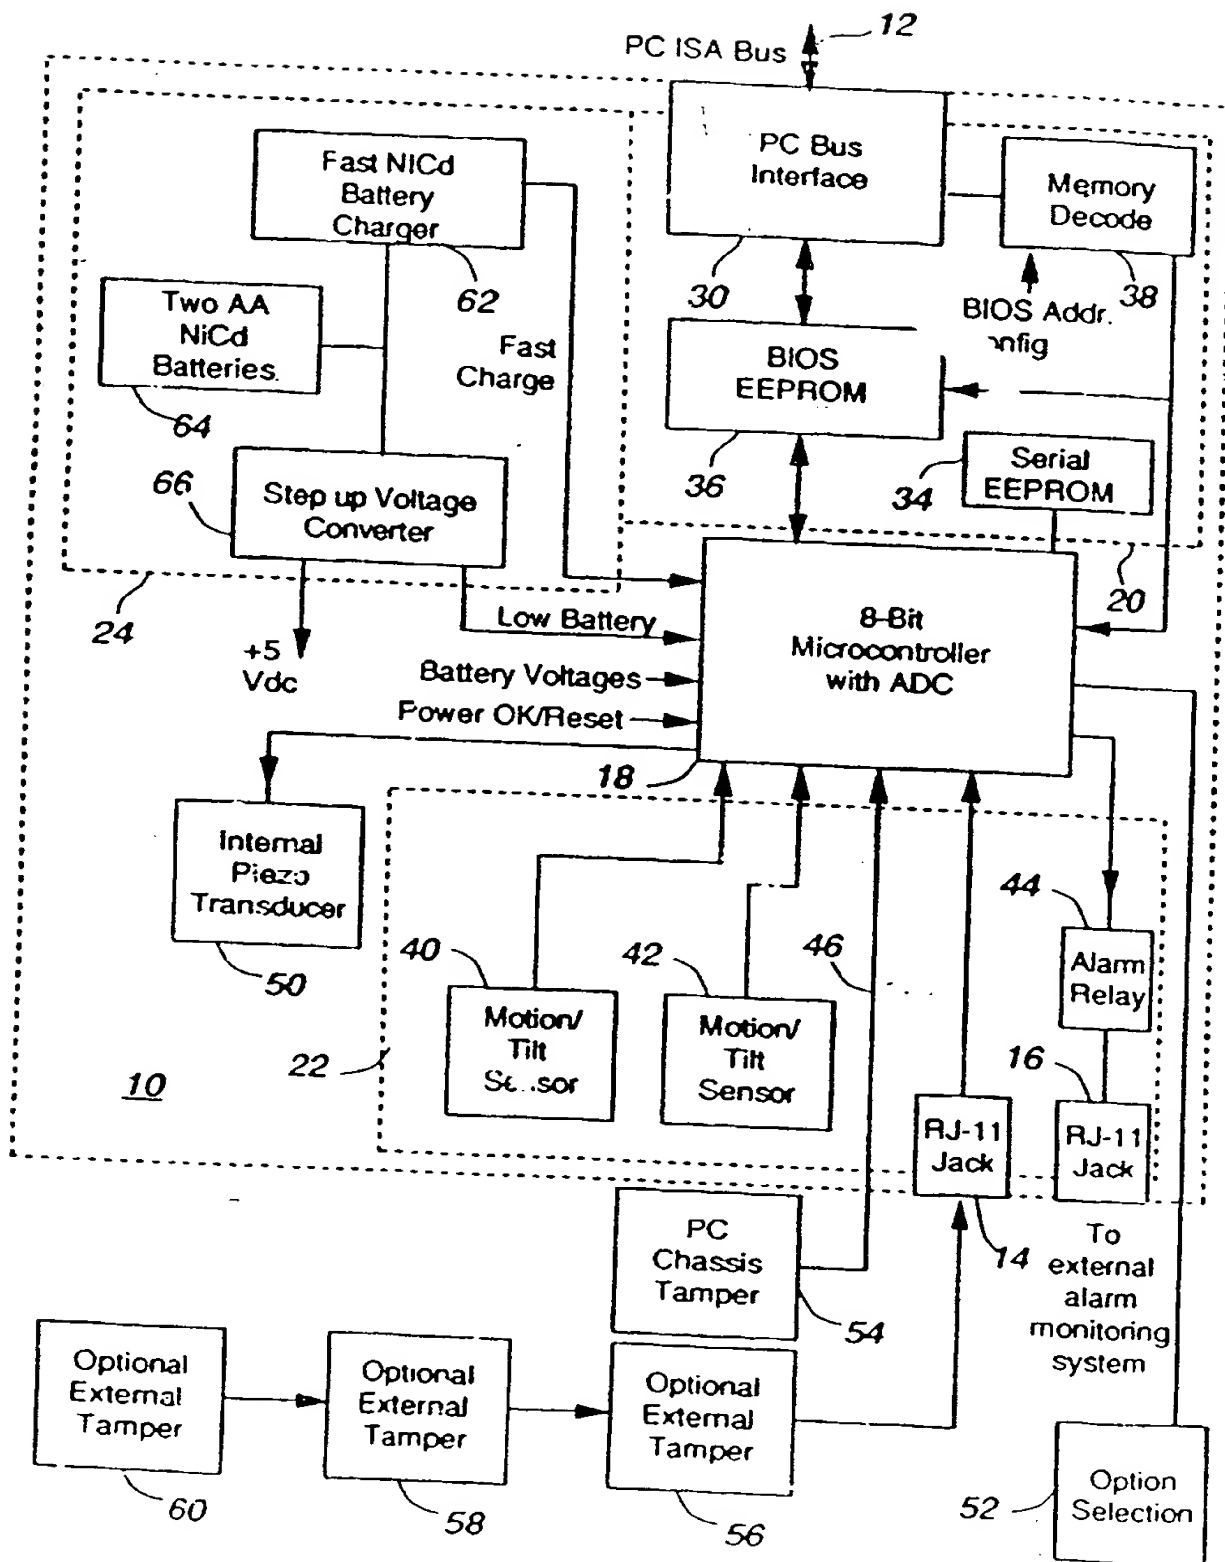 12
PC ISA Bus
Fast NiCd
Battery
Charger
62
PC Bus
Interface
30
Memory
Decode
38
Two AA
NiCd
Batteries.
64
Fast
Charge
BIOS Addr.
onfig
BIOS
EEPROM
36
Serial
EEPROM
34
66
Step up Voltage
Converter
24
+5
Vdc
20
8-Bit
Microcontroller
with ADC
18
Low Battery
Battery Voltages
Power OK/Reset
Internal
Piezo
Transducer
50
40
Motion/
Tilt
Sensor
42
Motion/
Tilt
Sensor
46
44
Alarm
Relay
22
10
16
RJ-11
Jack
RJ-11
Jack
14
PC
Chassis
Tamper
54
To
external
alarm
monitoring
system
Optional
External
Tamper
60
Optional
External
Tamper
58
Optional
External
Tamper
56
52
Option
Selection